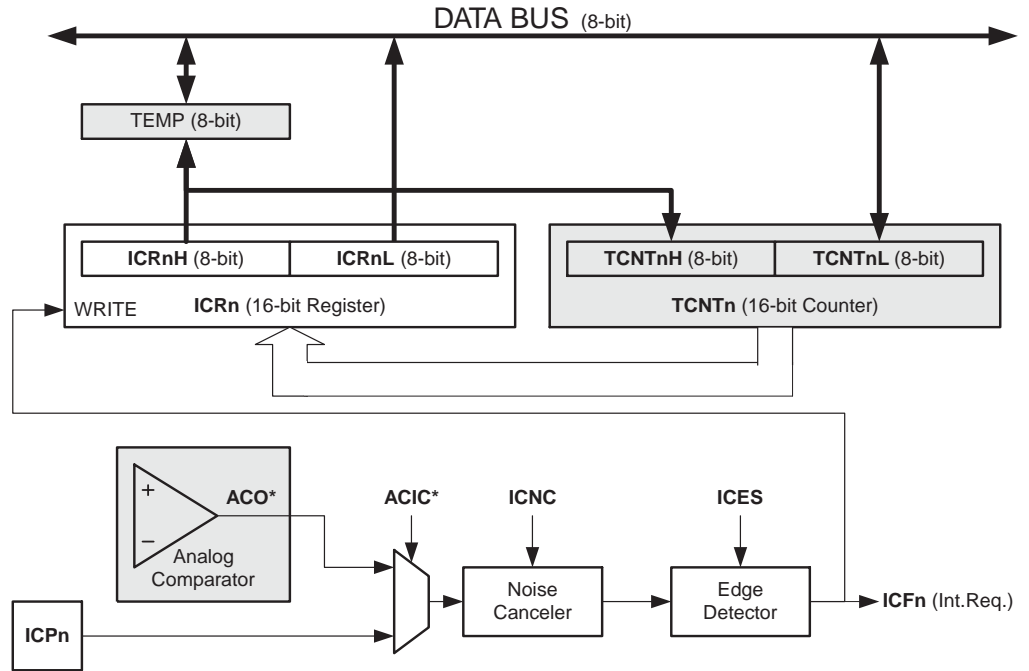 DATA BUS (8-bit)
TEMP (8-bit)
ICRnH (8-bit)
ICRnL (8-bit)
TCNTnH (8-bit)
TCNTnL (8-bit)
WRITE
ICRn (16-bit Register)
TCNTn (16-bit Counter)
+
−
ACO*
Analog
Comparator
ACIC*
ICNC
ICES
Noise
Canceler
Edge
Detector
ICFn (Int.Req.)
ICPn